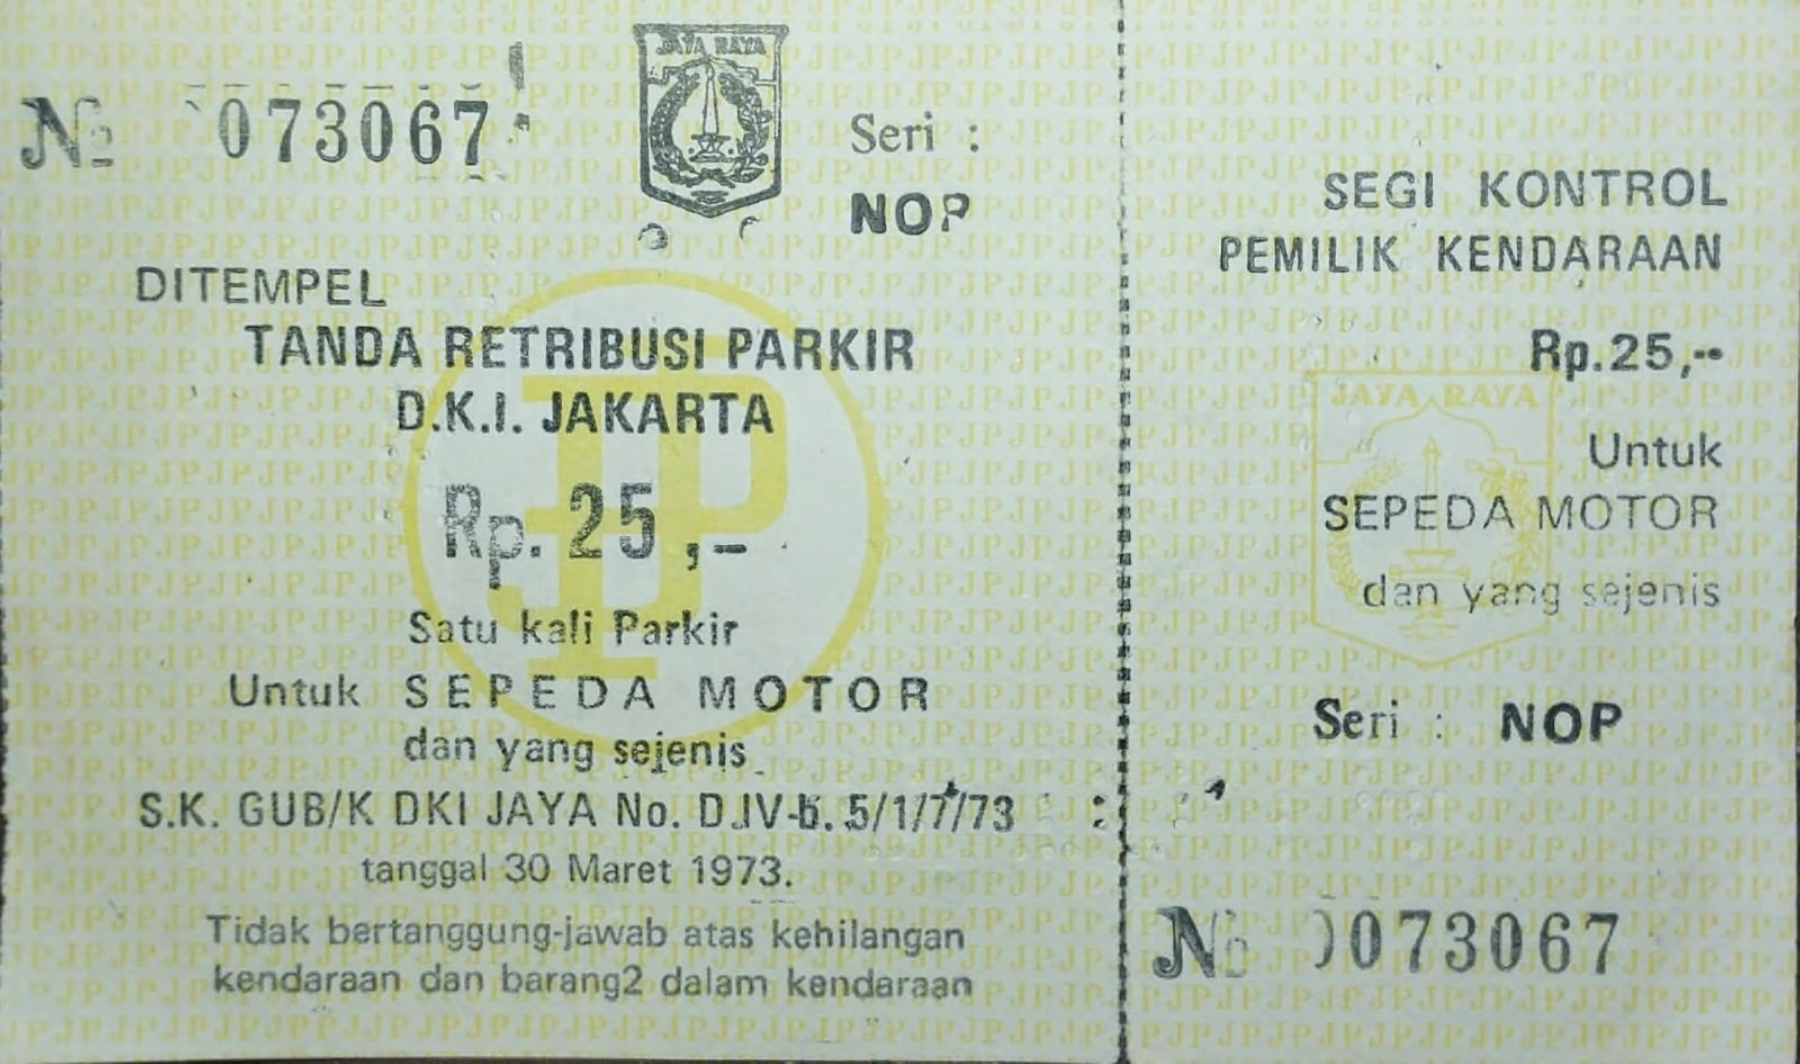 № 073067
JAYA RAYA
Seri :
NOP
DITEMPEL
TANDA RETRIBUSI PARKIR
D.K.I. JAKARTA
Rp. 25,–
Satu kali Parkir
Untuk SEPEDA MOTOR
dan yang sejenis
S.K. GUB/K DKI JAYA No. D.IV-b. 5/1/7/73
tanggal 30 Maret 1973.
Tidak bertanggung-jawab atas kehilangan
kendaraan dan barang2 dalam kendaraan
SEGI KONTROL
PEMILIK KENDARAAN
Rp.25,--
JAYA RAYA
Untuk
SEPEDA MOTOR
dan yang sejenis
Seri : NOP
№ 073067